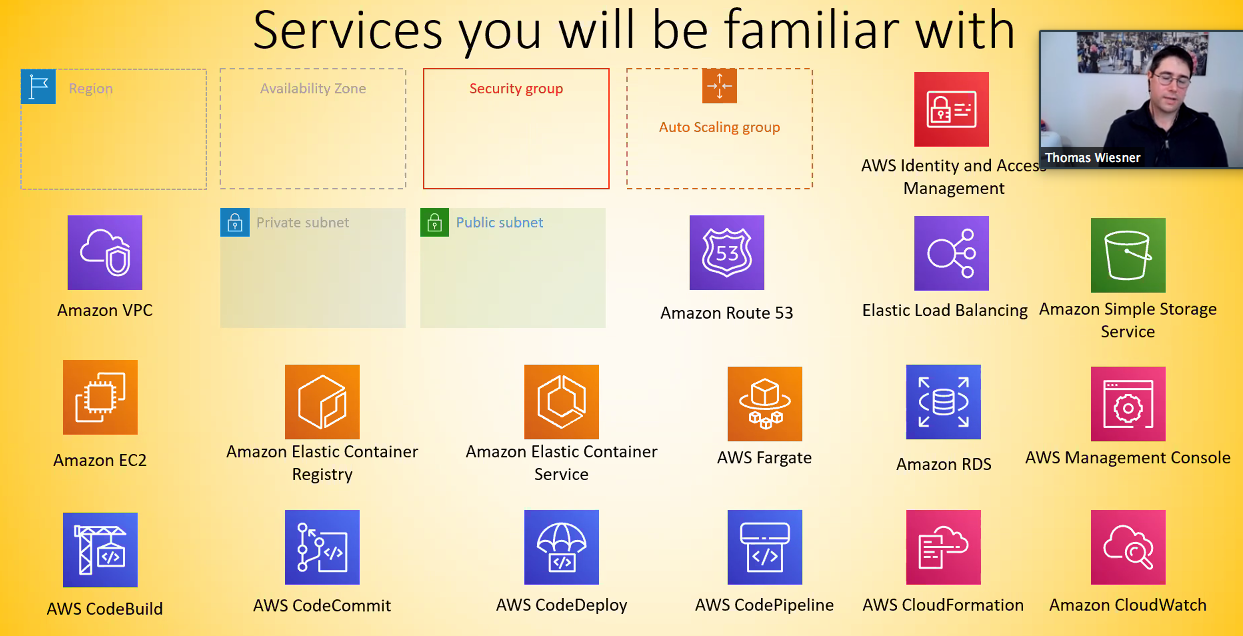 Services you will be familiar with
Region
Availability Zone
Security group
Auto Scaling group
AWS Identity and Access
Management
Thomas Wiesner
Amazon VPC
Private subnet
Public subnet
53
Amazon Route 53
Elastic Load Balancing
Amazon Simple Storage
Service
Amazon EC2
Amazon Elastic Container
Registry
Amazon Elastic Container
Service
AWS Fargate
Amazon RDS
AWS Management Console
</>
AWS CodeBuild
</>
AWS CodeCommit
</>
AWS CodeDeploy
</>
AWS CodePipeline
AWS CloudFormation
Amazon CloudWatch